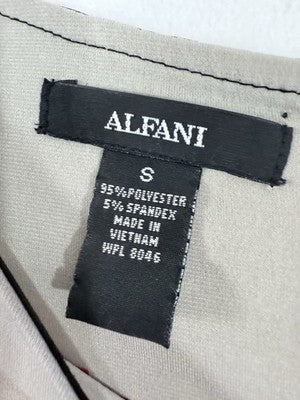 ALFANI
S
95% POLYESTER
5% SPANDEX
MADE IN
VIETNAM
WPL 8046